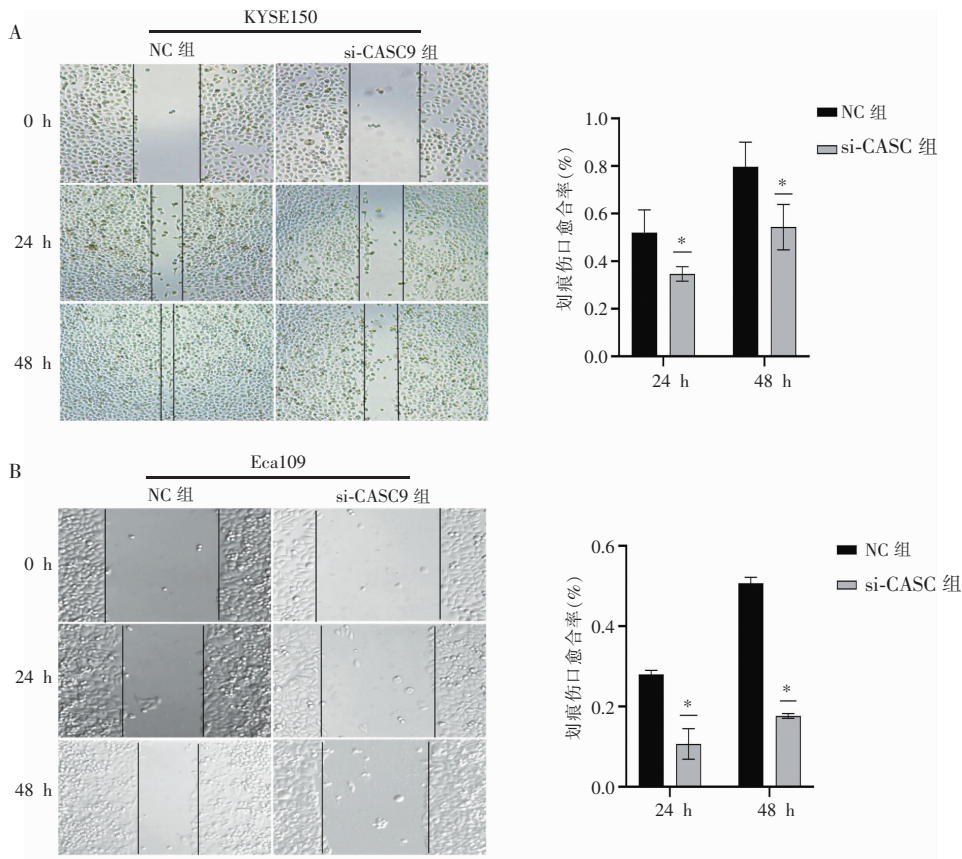 A
KYSE150
NC 组
si-CASC9 组
0 h
24 h
48 h
划痕伤口愈合率(%)
1.0
0.8
0.6
0.4
0.2
0.0
*
*
24 h
48 h
NC 组
si-CASC 组
B
Eca109
NC 组
si-CASC9 组
0 h
24 h
48 h
划痕伤口愈合率(%)
0.6
0.4
0.2
0.0
*
*
24 h
48 h
NC 组
si-CASC 组